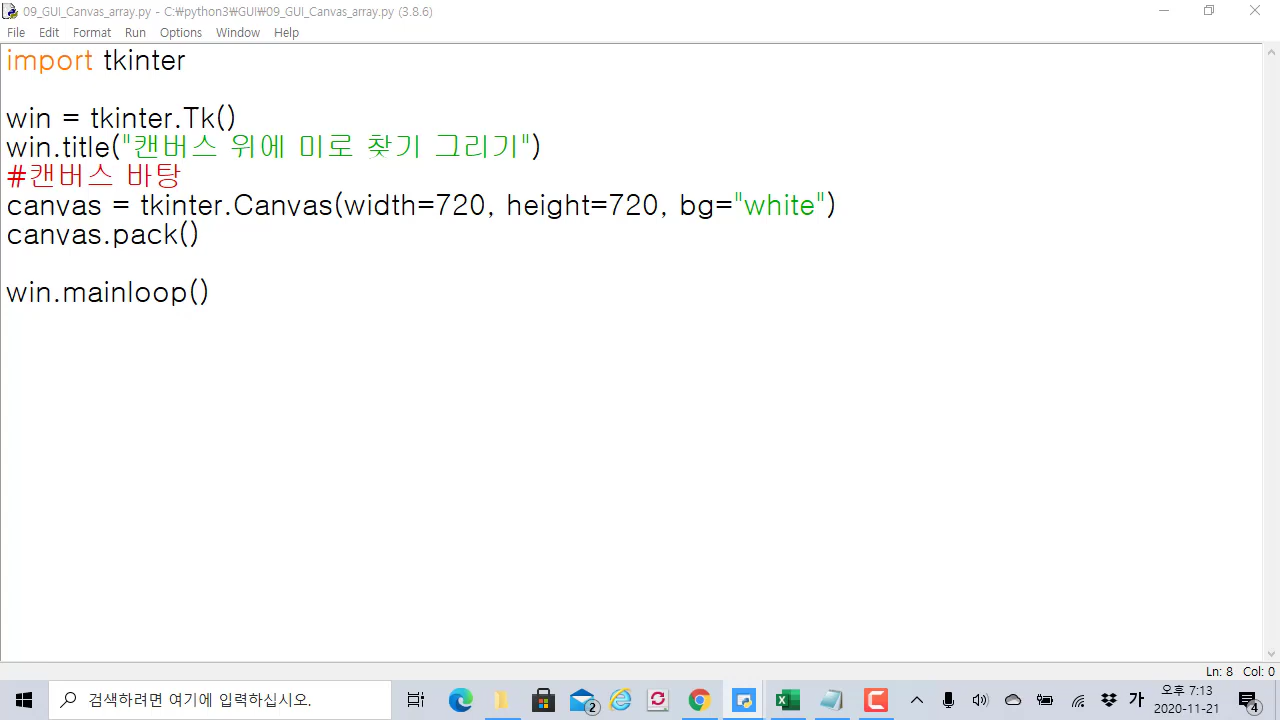 09_GUI_Canvas_array.py - C:₩python3₩GUI₩09_GUI_Canvas_array.py (3.8.6)
File Edit Format Run Options Window Help
import tkinter
win = tkinter.Tk()
win.title("캔버스 위에 미로 찾기 그리기")
#캔버스 바탕
canvas = tkinter.Canvas(width=720, height=720, bg="white")
canvas.pack()
win.mainloop()
Ln: 8 Col: 0
검색하려면 여기에 입력하십시오.
2
가
오후 7:13
2020-11-21
4